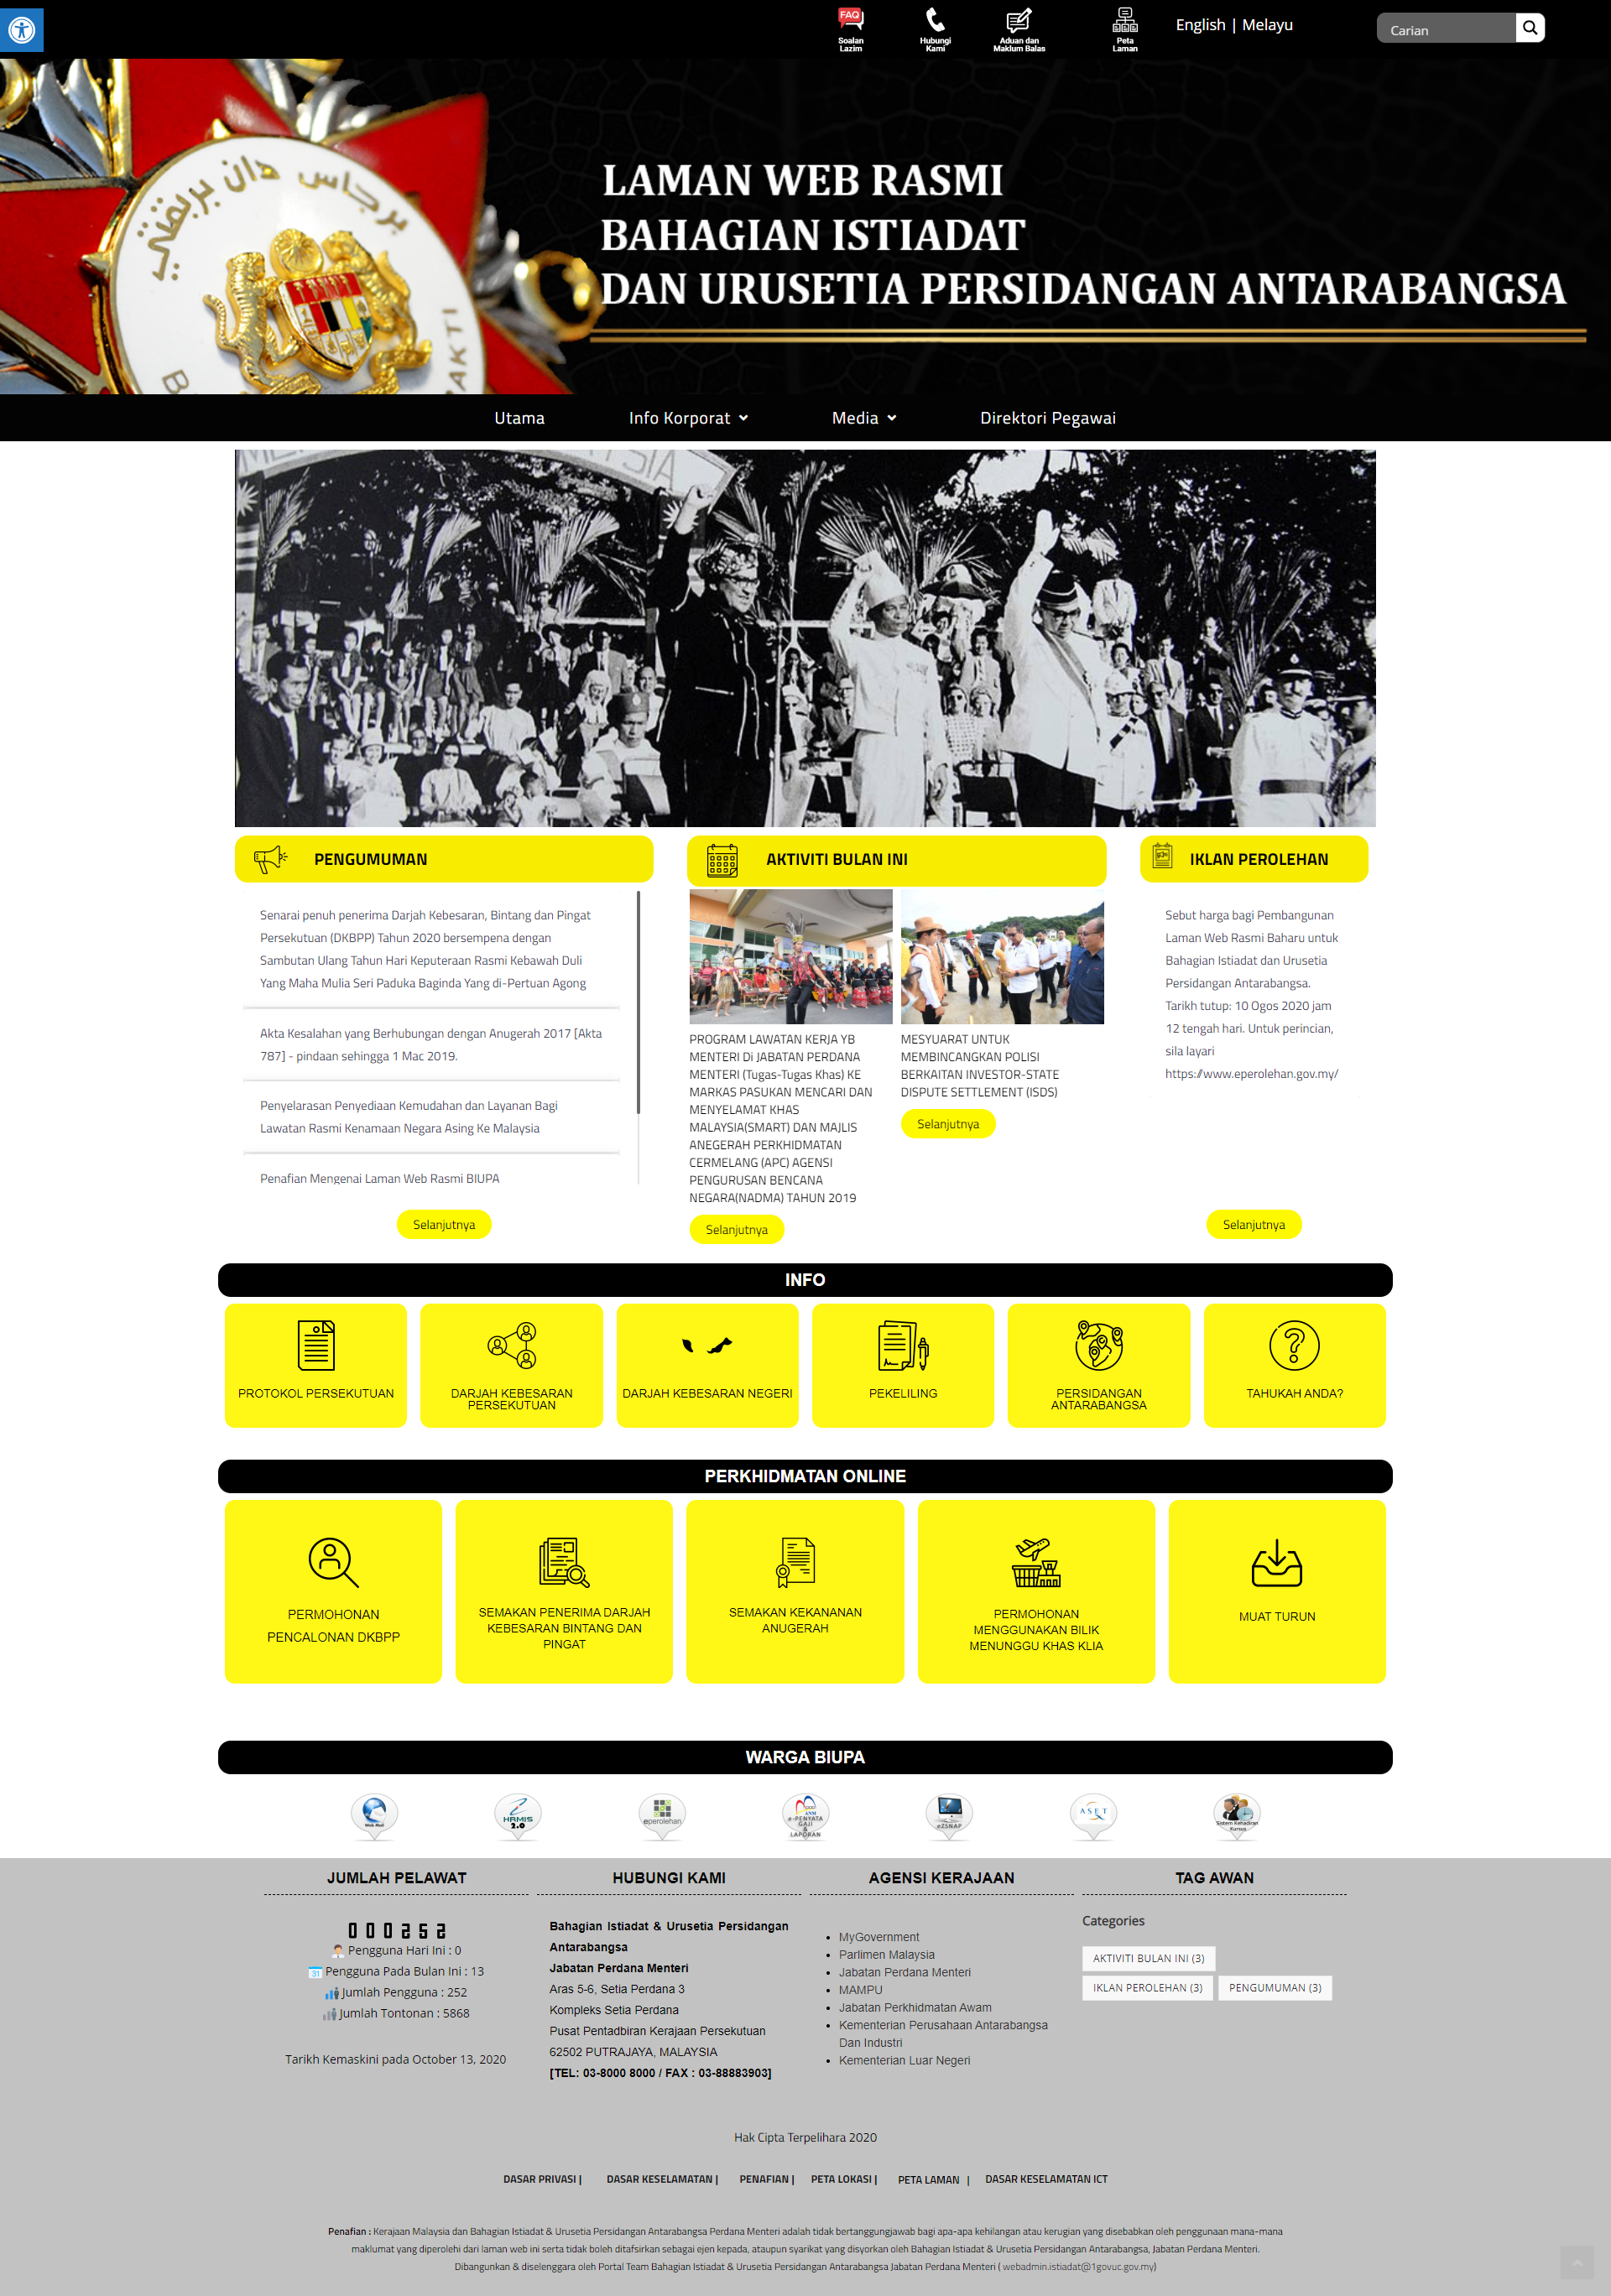 FAQ
Soalan
Lazim
Hubungi
Kami
Aduan dan
Maklum Balas
Peta
Laman
English | Melayu
Carian
برجاس دان بربقتي
LAMAN WEB RASMI
BAHAGIAN ISTIADAT
DAN URUSETIA PERSIDANGAN ANTARABANGSA
AKTI
Utama
Info Korporat
Media
Direktori Pegawai
PENGUMUMAN
Senarai penuh penerima Darjah Kebesaran, Bintang dan Pingat
Persekutuan (DKBPP) Tahun 2020 bersempena dengan
Sambutan Ulang Tahun Hari Keputeraan Rasmi Kebawah Duli
Yang Maha Mulia Seri Paduka Baginda Yang di-Pertuan Agong
Akta Kesalahan yang Berhubungan dengan Anugerah 2017 [Akta
787] - pindaan sehingga 1 Mac 2019.
Penyelarasan Penyediaan Kemudahan dan Layanan Bagi
Lawatan Rasmi Kenamaan Negara Asing Ke Malaysia
Penafian Mengenai Laman Web Rasmi BIUPA
Selanjutnya
AKTIVITI BULAN INI
PROGRAM LAWATAN KERJA YB
MENTERI Di JABATAN PERDANA
MENTERI (Tugas-Tugas Khas) KE
MARKAS PASUKAN MENCARI DAN
MENYELAMAT KHAS
MALAYSIA(SMART) DAN MAJLIS
ANEGERAH PERKHIDMATAN
CERMELANG (APC) AGENSI
PENGURUSAN BENCANA
NEGARA(NADMA) TAHUN 2019
Selanjutnya
MESYUARAT UNTUK
MEMBINCANGKAN POLISI
BERKAITAN INVESTOR-STATE
DISPUTE SETTLEMENT (ISDS)
Selanjutnya
IKLAN PEROLEHAN
Sebut harga bagi Pembangunan
Laman Web Rasmi Baharu untuk
Bahagian Istiadat dan Urusetia
Persidangan Antarabangsa.
Tarikh tutup: 10 Ogos 2020 jam
12 tengah hari. Untuk perincian,
sila layari
https://www.eperolehan.gov.my/
Selanjutnya
INFO
PROTOKOL PERSEKUTUAN
DARJAH KEBESARAN
PERSEKUTUAN
DARJAH KEBESARAN NEGERI
PEKELILING
PERSIDANGAN
ANTARABANGSA
TAHUKAH ANDA?
PERKHIDMATAN ONLINE
PERMOHONAN
PENCALONAN DKBPP
SEMAKAN PENERIMA DARJAH
KEBESARAN BINTANG DAN
PINGAT
SEMAKAN KEKANANAN
ANUGERAH
PERMOHONAN
MENGGUNAKAN BILIK
MENUNGGU KHAS KLIA
MUAT TURUN
WARGA BIUPA
Web Mail
HRMIS
2.0
eperolehan
ANM
e-PENYATA
GAJI
&
LAPORAN
eZSNAP
ASET
Sistem Kehadiran
Kursus
JUMLAH PELAWAT
000252
Pengguna Hari Ini : 0
31 Pengguna Pada Bulan Ini : 13
Jumlah Pengguna : 252
Jumlah Tontonan : 5868
Tarikh Kemaskini pada October 13, 2020
HUBUNGI KAMI
Bahagian Istiadat & Urusetia Persidangan
Antarabangsa
Jabatan Perdana Menteri
Aras 5-6, Setia Perdana 3
Kompleks Setia Perdana
Pusat Pentadbiran Kerajaan Persekutuan
62502 PUTRAJAYA, MALAYSIA
[TEL: 03-8000 8000 / FAX : 03-88883903]
AGENSI KERAJAAN
MyGovernment
Parlimen Malaysia
Jabatan Perdana Menteri
MAMPU
Jabatan Perkhidmatan Awam
Kementerian Perusahaan Antarabangsa
Dan Industri
Kementerian Luar Negeri
TAG AWAN
Categories
AKTIVITI BULAN INI (3)
IKLAN PEROLEHAN (3) PENGUMUMAN (3)
Hak Cipta Terpelihara 2020
DASAR PRIVASI | DASAR KESELAMATAN | PENAFIAN | PETA LOKASI | PETA LAMAN | DASAR KESELAMATAN ICT
Penafian : Kerajaan Malaysia dan Bahagian Istiadat & Urusetia Persidangan Antarabangsa Perdana Menteri adalah tidak bertanggungjawab bagi apa-apa kehilangan atau kerugian yang disebabkan oleh penggunaan mana-mana
maklumat yang diperolehi dari laman web ini serta tidak boleh ditafsirkan sebagai ejen kepada, ataupun syarikat yang disyorkan oleh Bahagian Istiadat & Urusetia Persidangan Antarabangsa, Jabatan Perdana Menteri.
Dibangunkan & diselenggara oleh Portal Team Bahagian Istiadat & Urusetia Persidangan Antarabangsa Jabatan Perdana Menteri ( webadmin.istiadat@1govuc.gov.my)